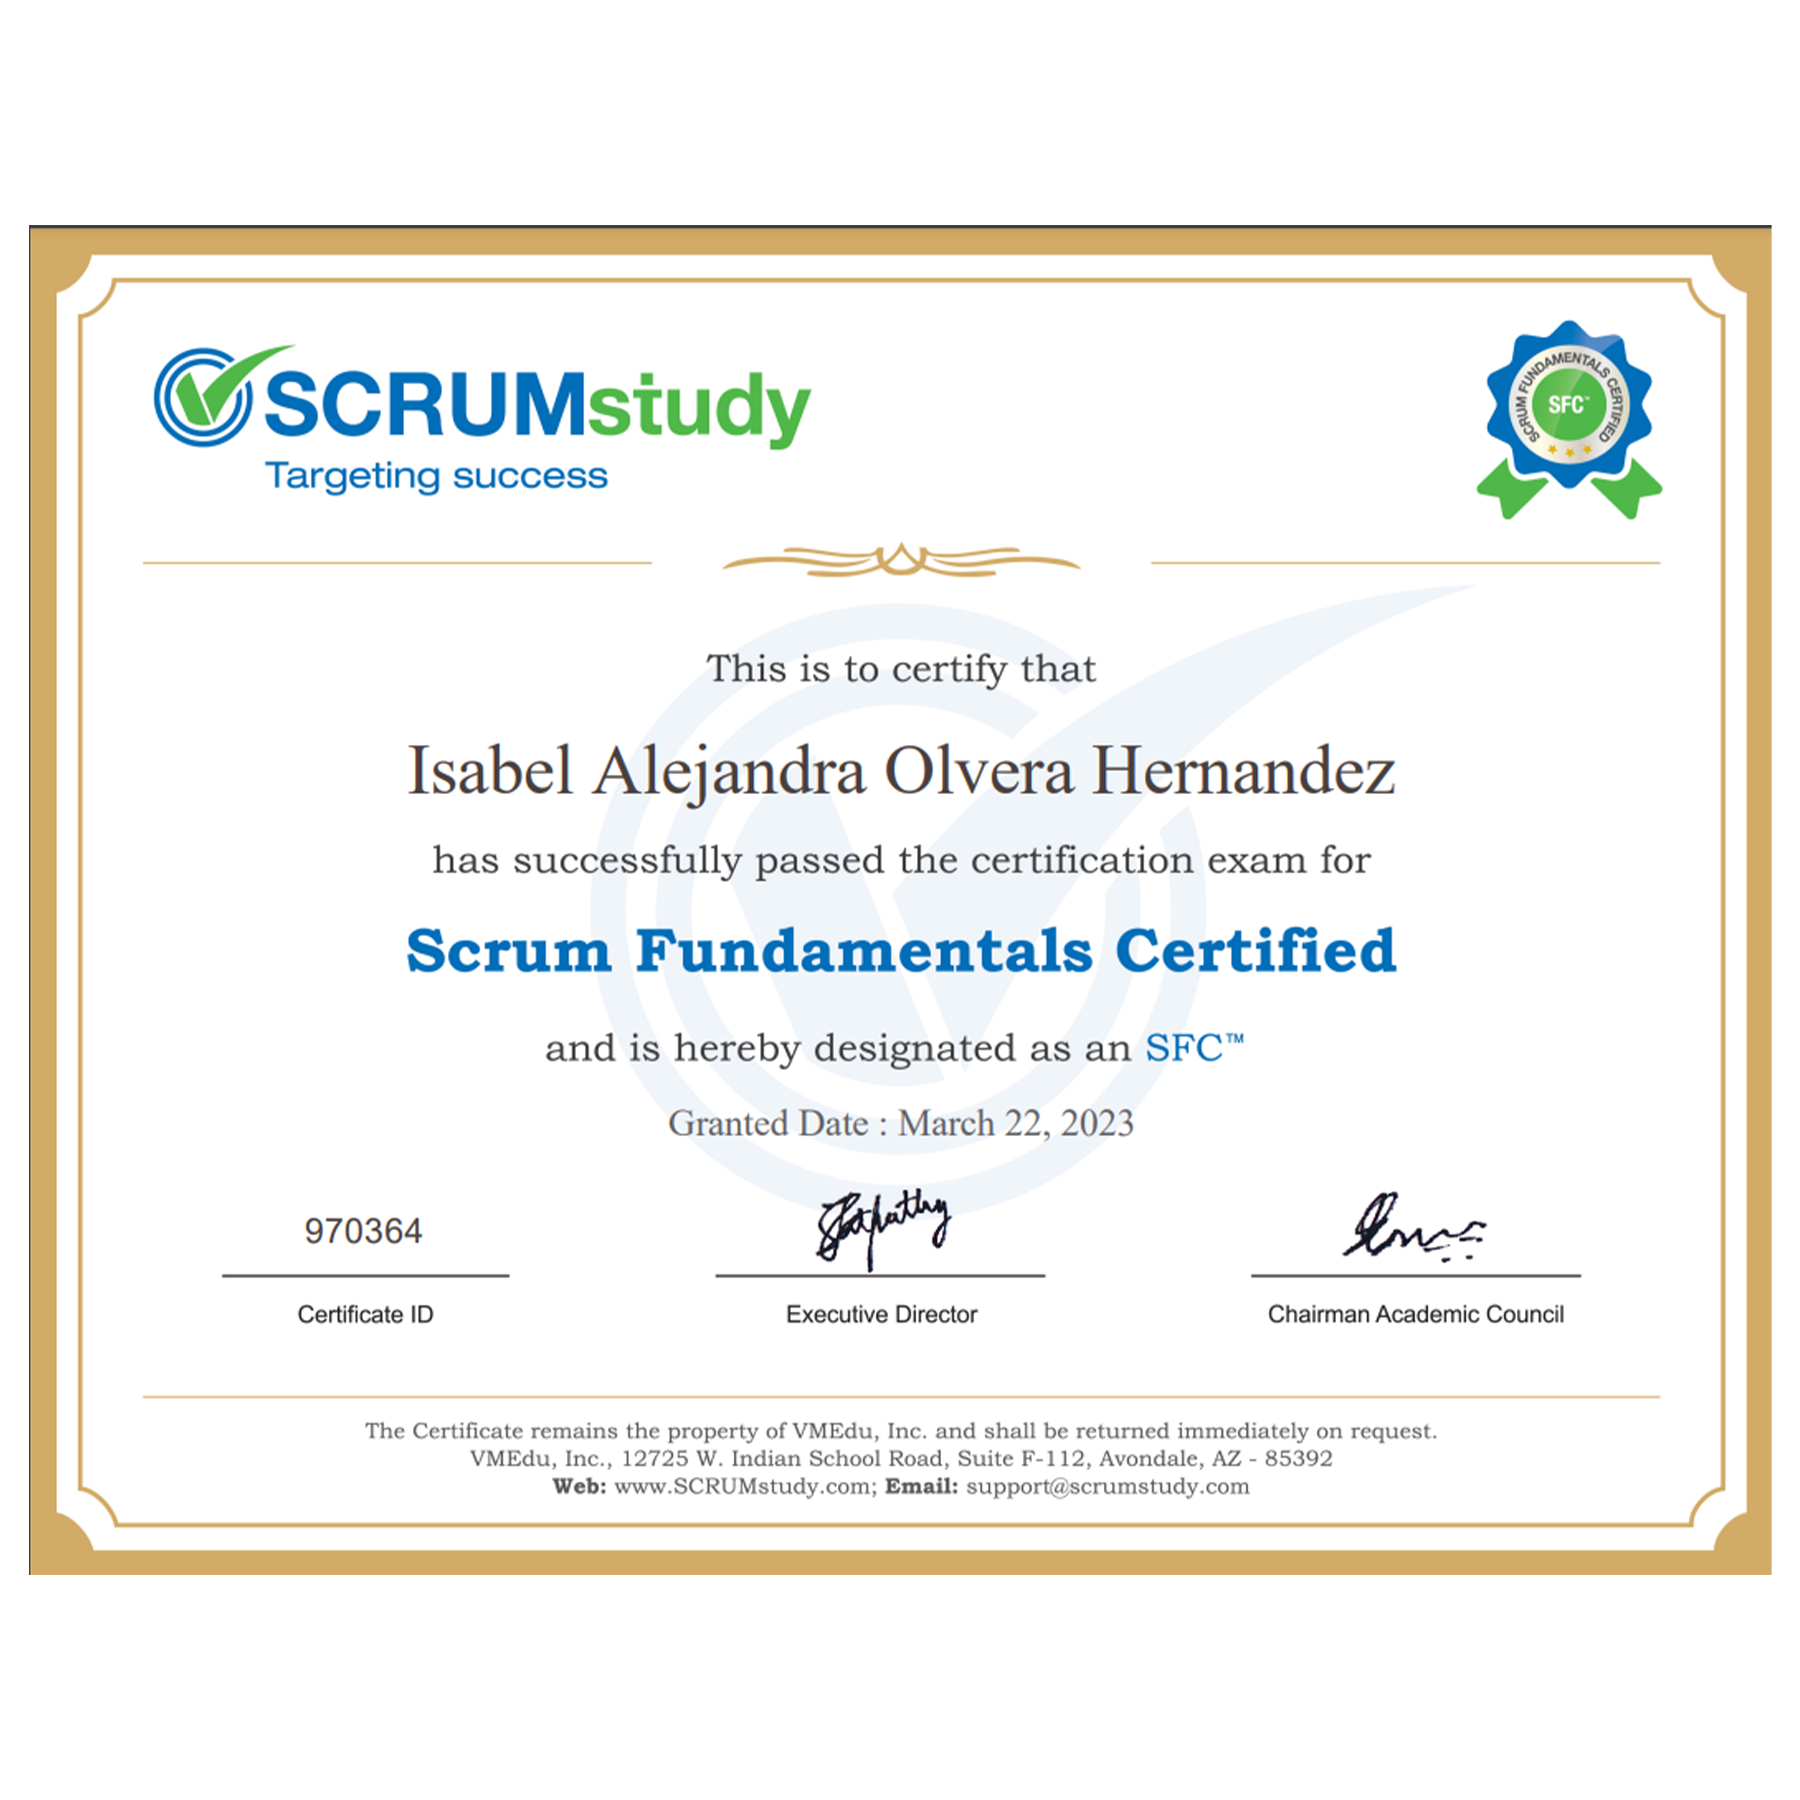 SCRUMstudy
Targeting success
SCRUM FUNDAMENTALS CERTIFIED
SFC™
This is to certify that
Isabel Alejandra Olvera Hernandez
has successfully passed the certification exam for
Scrum Fundamentals Certified
and is hereby designated as an SFC™
Granted Date : March 22, 2023
970364
Certificate ID
Executive Director
Chairman Academic Council
The Certificate remains the property of VMEdu, Inc. and shall be returned immediately on request.
VMEdu, Inc., 12725 W. Indian School Road, Suite F-112, Avondale, AZ - 85392
Web: www.SCRUMstudy.com; Email: support@scrumstudy.com